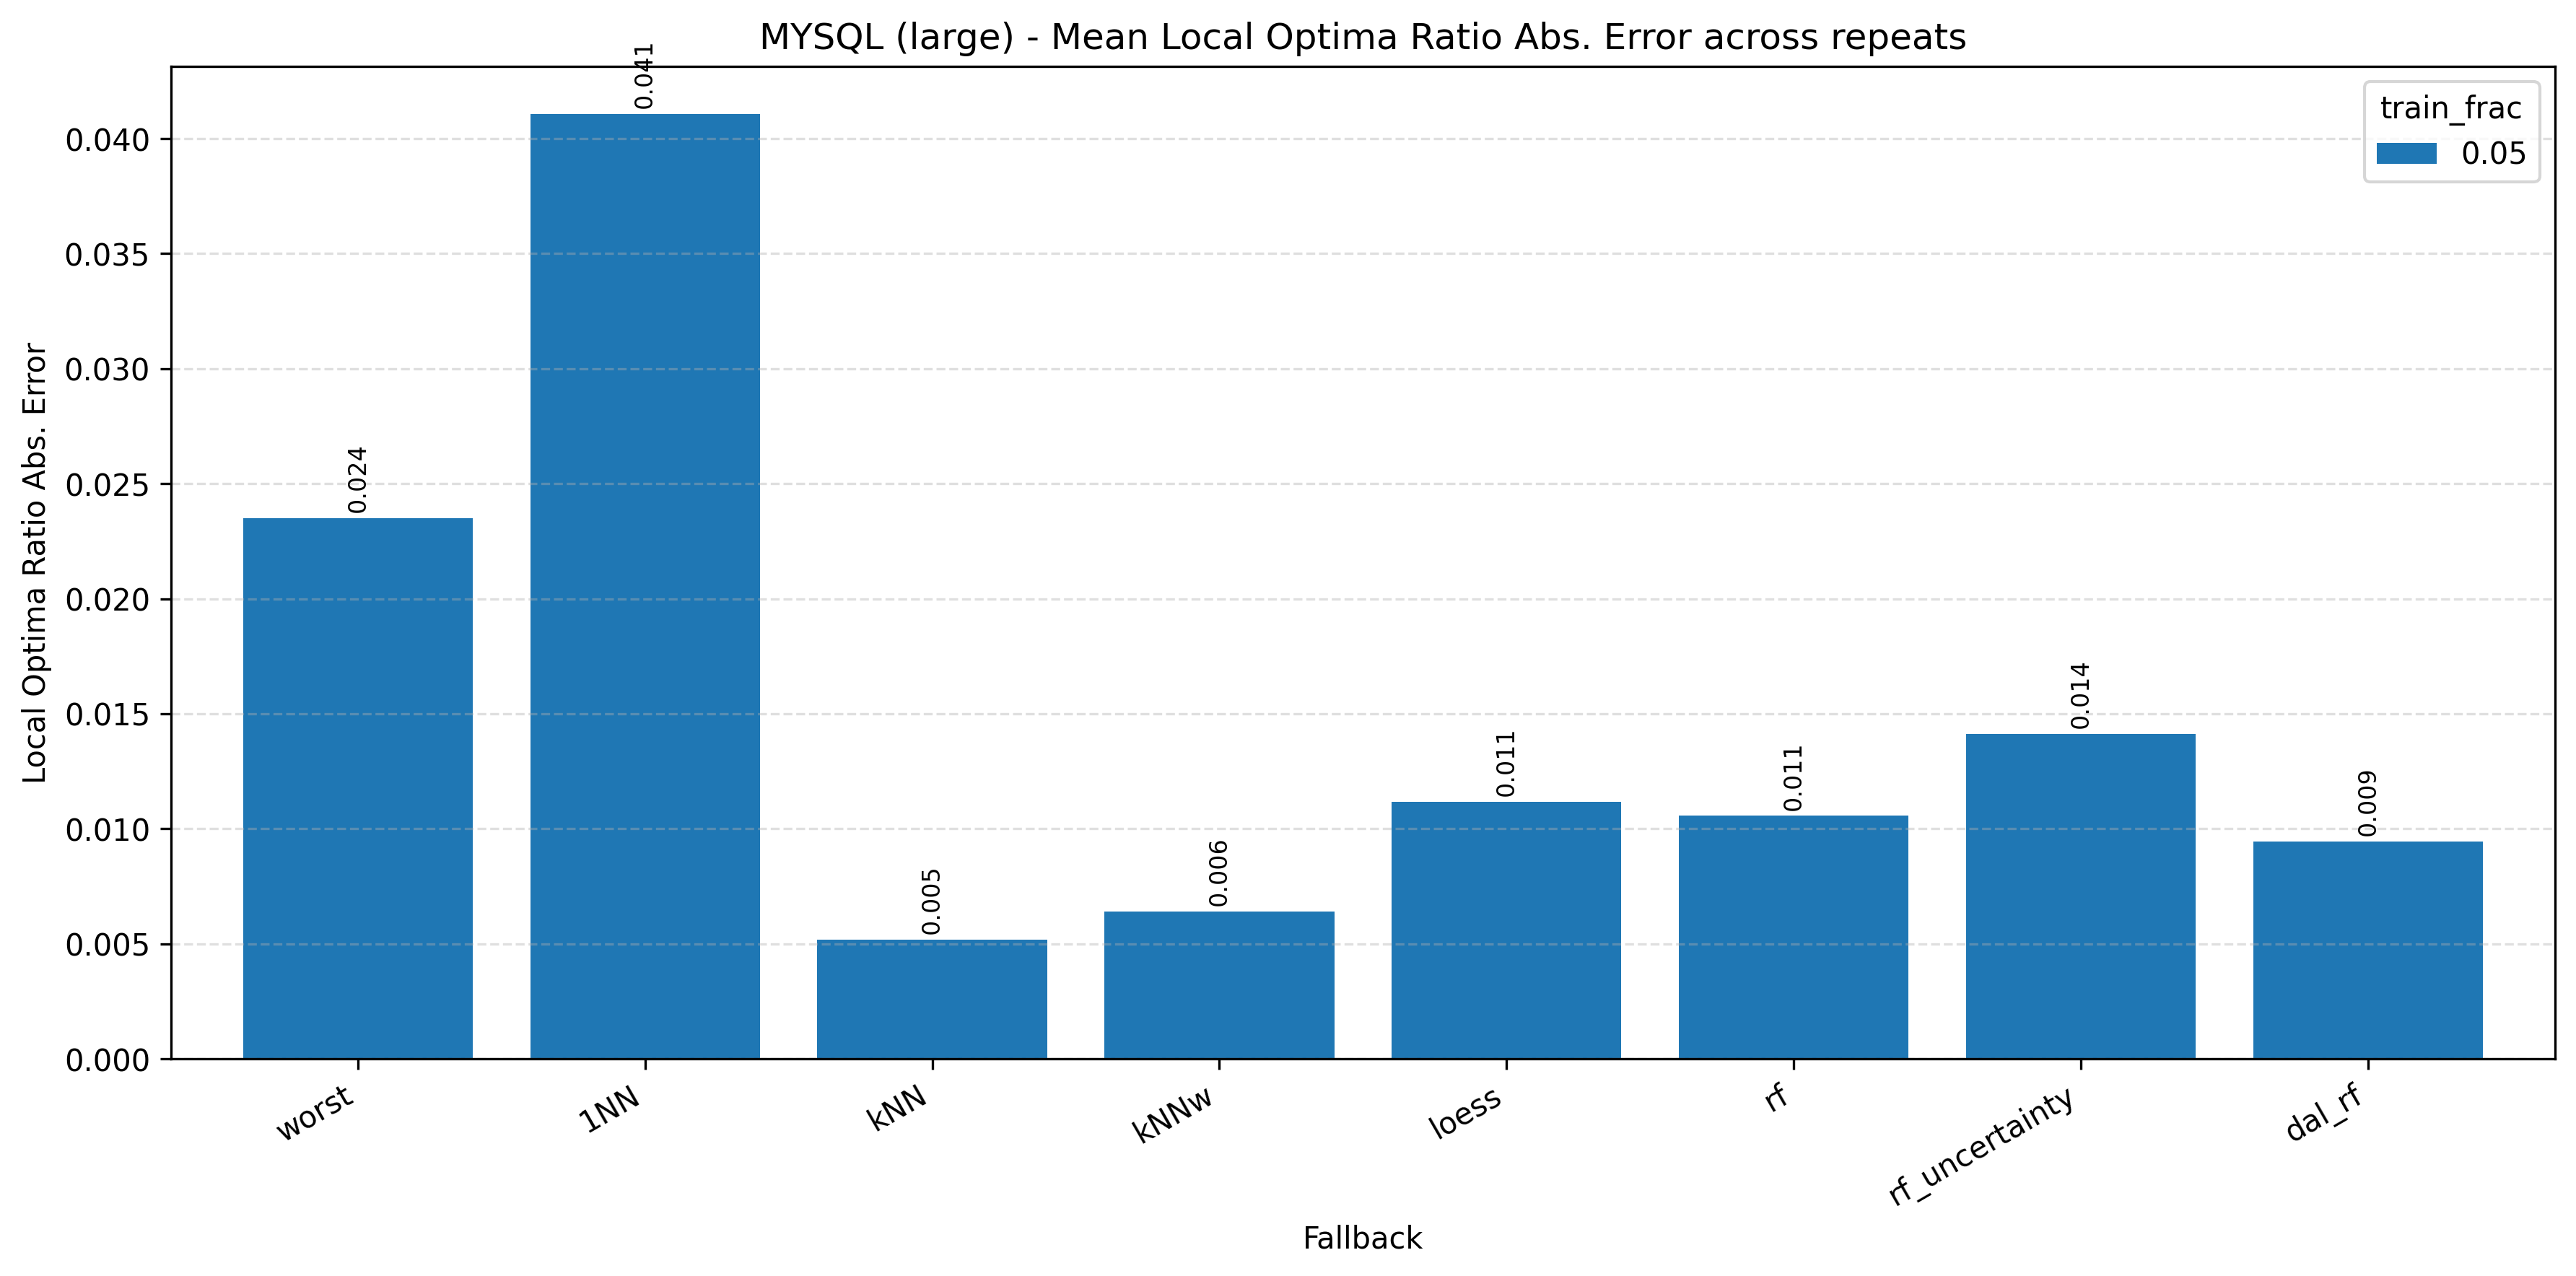 MYSQL (large) - Mean Local Optima Ratio Abs. Error across repeats
train_frac
0.05
Local Optima Ratio Abs. Error
0.040
0.035
0.030
0.025
0.020
0.015
0.010
0.005
0.000
0.024
0.041
0.005
0.006
0.011
0.011
0.014
0.009
worst
1NN
kNN
kNNw
loess
rf
rf_uncertainty
dal_rf
Fallback